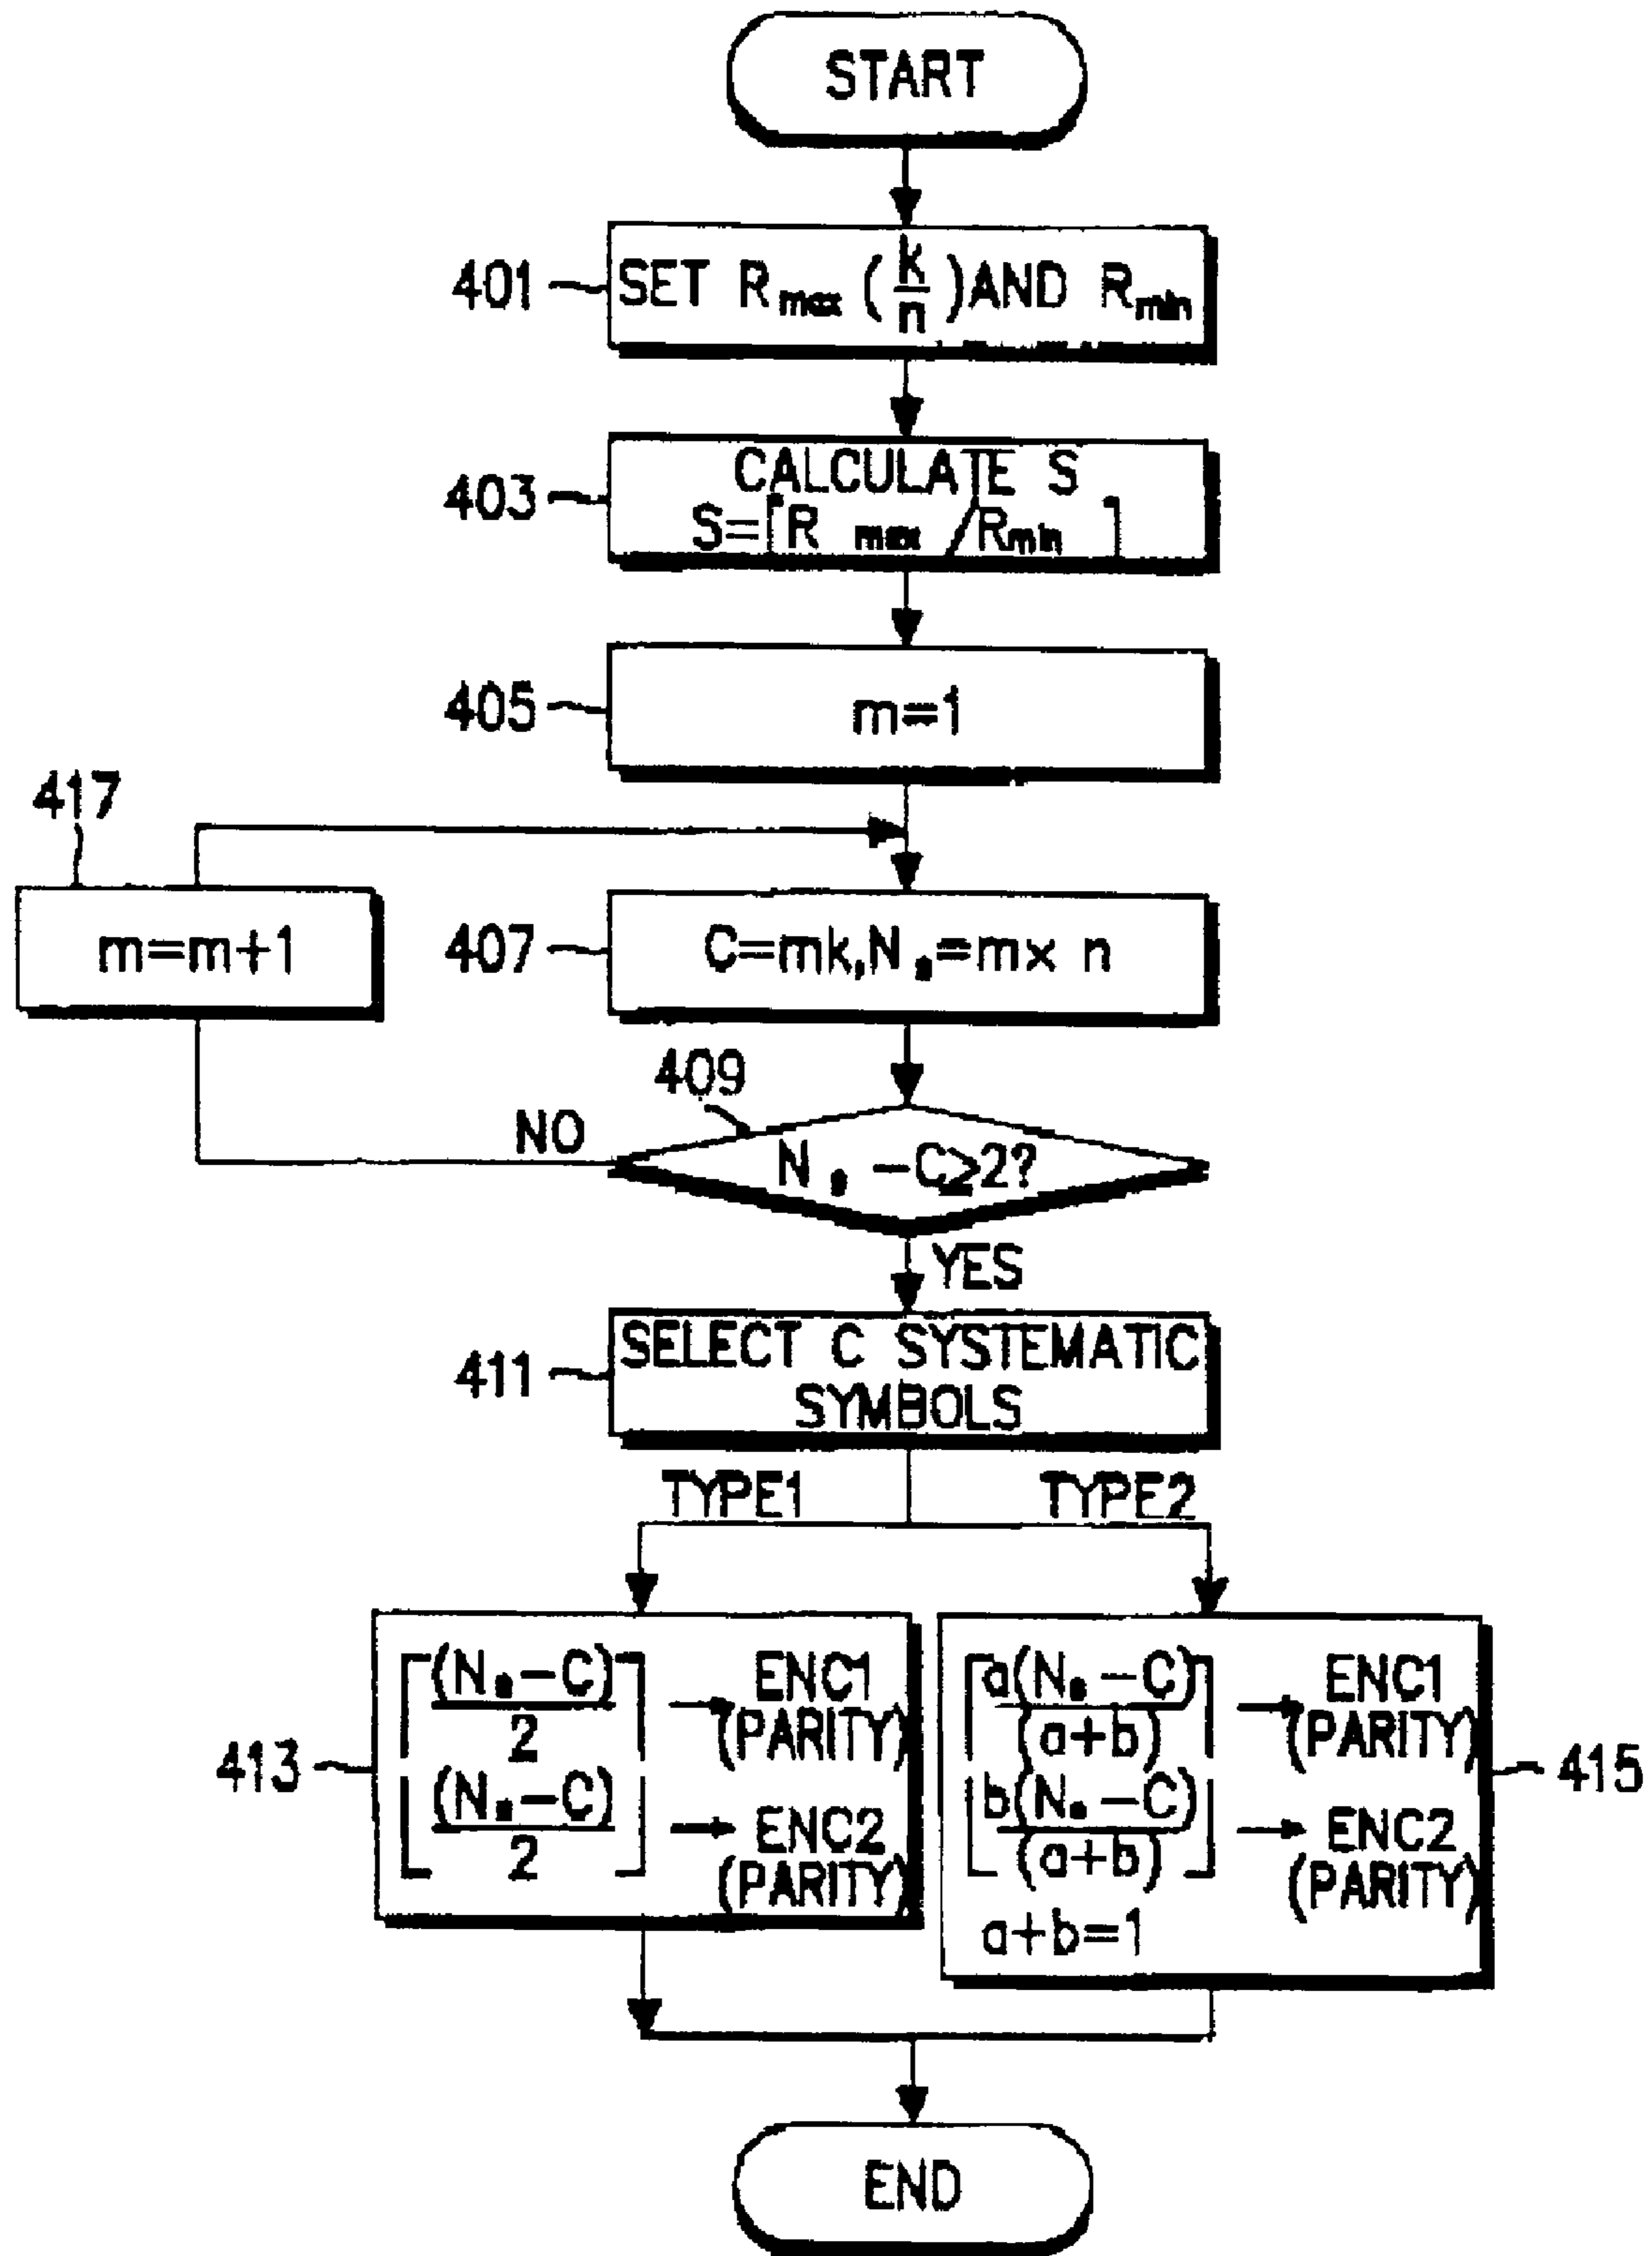 START
401
SET Rmax (k/n) AND Rmin
403
CALCULATE S
S=⌈Rmax/Rmin⌉
405
m=1
417
m=m+1
407
C=mk,Ns=m× n
409
NO
Ns-C≥2?
YES
411
SELECT C SYSTEMATIC
SYMBOLS
TYPE1
TYPE2
413
(Ns-C)/2 → ENC1
(PARITY)
(Ns-C)/2 → ENC2
(PARITY)
415
a(Ns-C)/(a+b) → ENC1
(PARITY)
b(Ns-C)/(a+b) → ENC2
(PARITY)
a+b=1
END